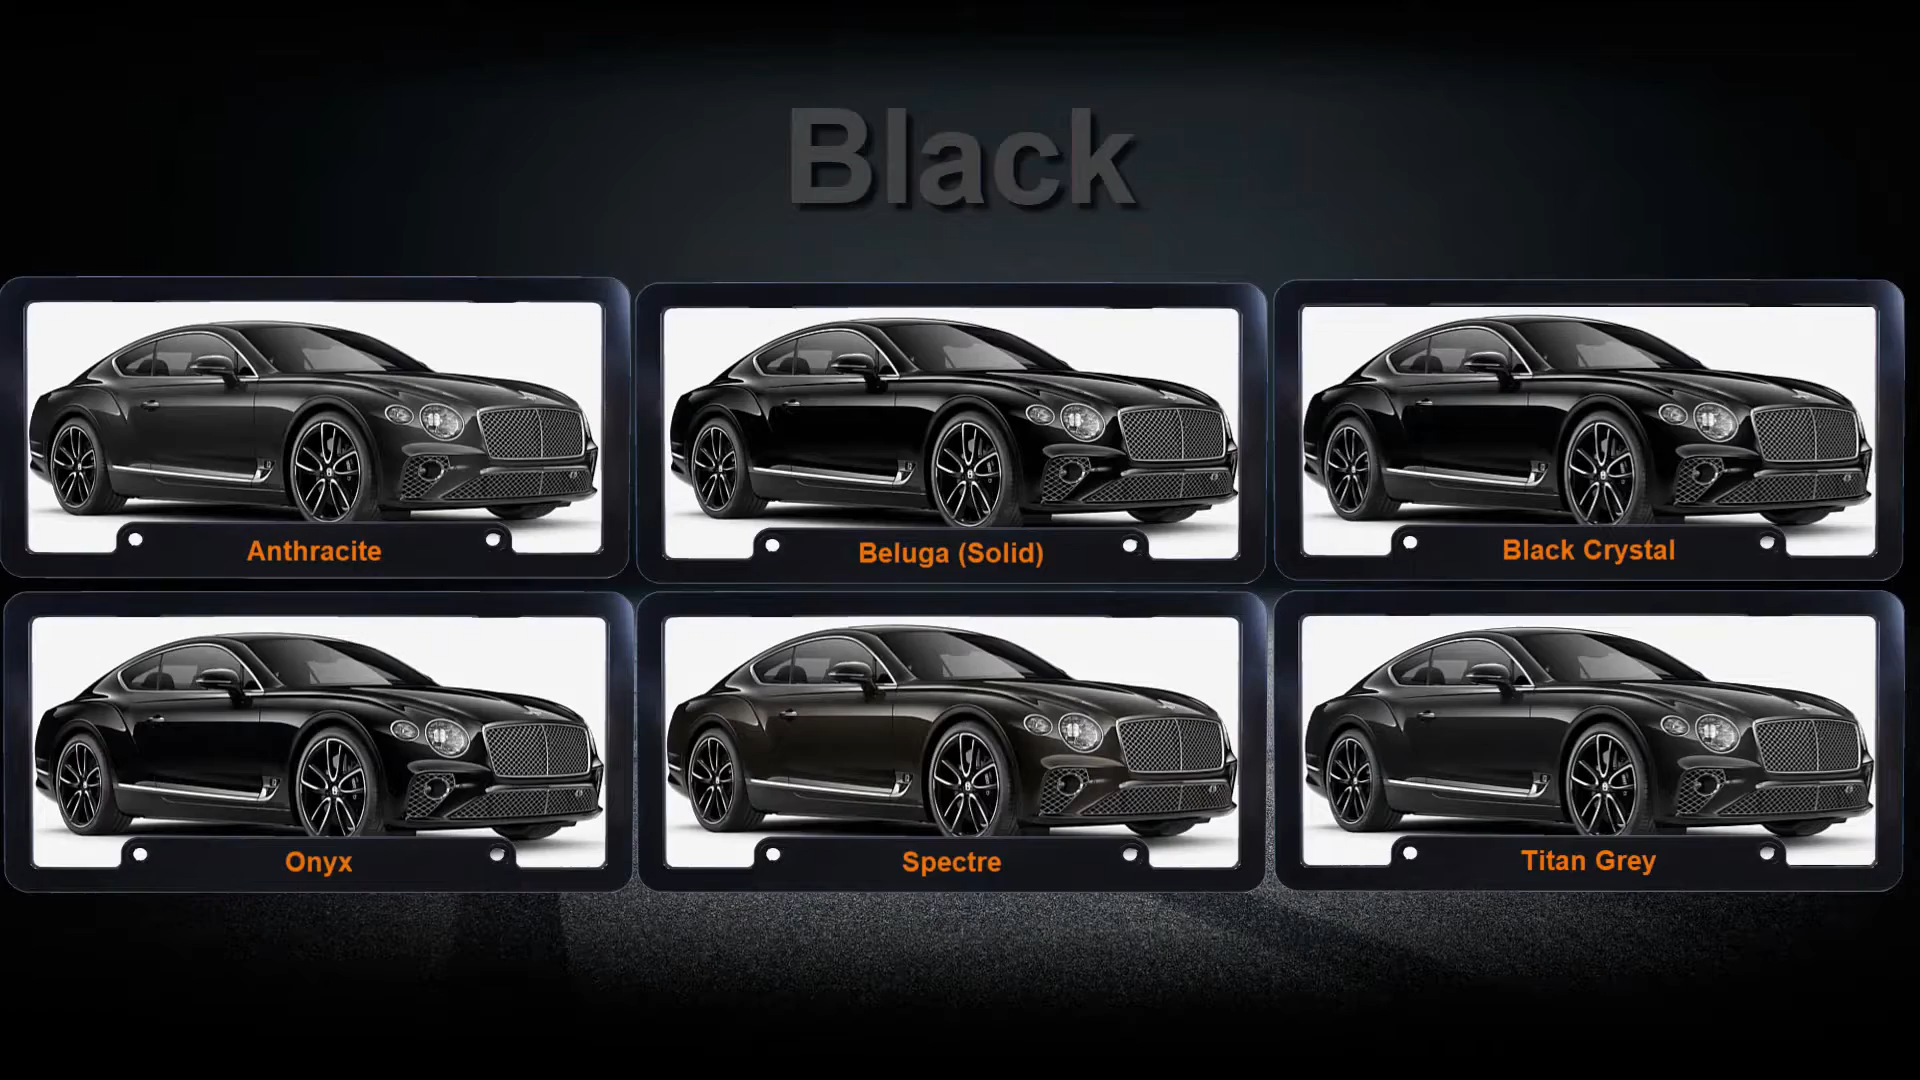 Black
Anthracite
Beluga (Solid)
Black Crystal
Onyx
Spectre
Titan Grey